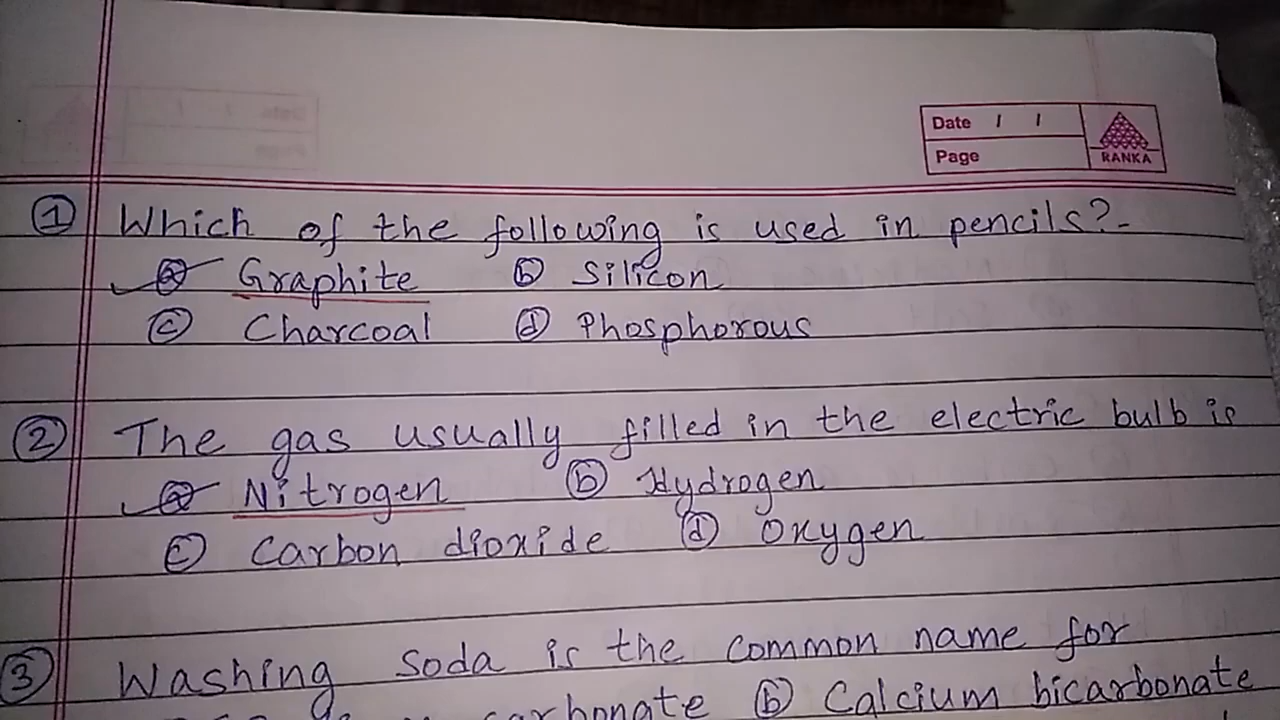 Date / /
Page
RANKA
① Which of the following is used in pencils?-
ⓐ Graphite ⓑ Silicon
ⓒ Charcoal ⓓ Phosphorous
② The gas usually filled in the electric bulb is
ⓐ Nitrogen ⓑ Hydrogen
ⓒ Carbon dioxide ⓓ Oxygen
③ Washing Soda is the common name for
carbonate ⓑ Calcium bicarbonate